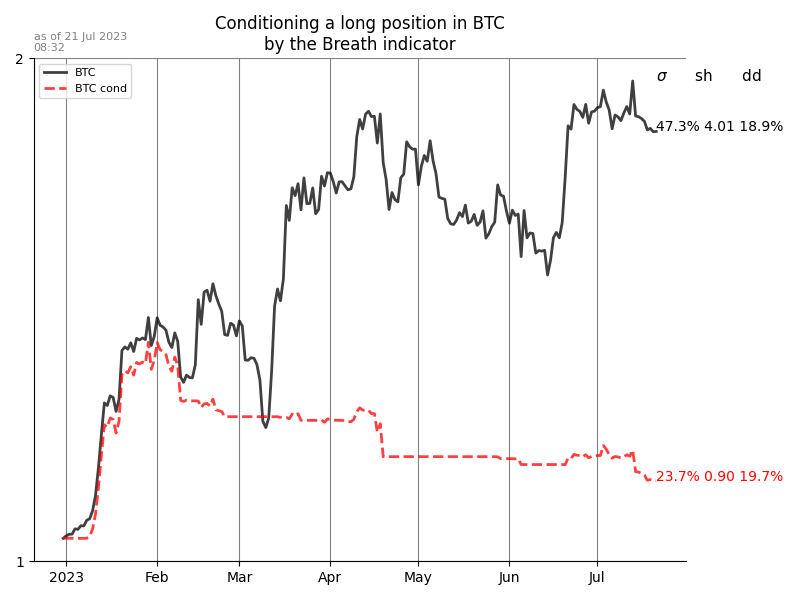 Conditioning a long position in BTC
by the Breath indicator
as of 21 Jul 2023
08:32
2
BTC
BTC cond
σ sh dd
47.3% 4.01 18.9%
23.7% 0.90 19.7%
1
2023 Feb Mar Apr May Jun Jul